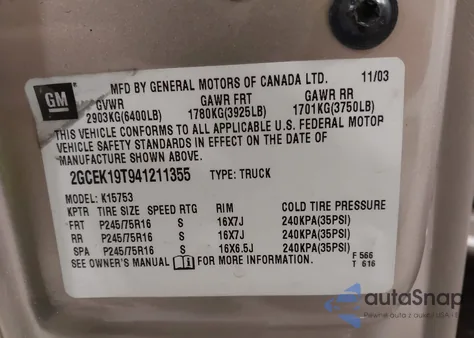 GM
MFD BY GENERAL MOTORS OF CANADA LTD. 11/03
GVWR GAWR FRT GAWR RR
2903KG(6400LB) 1780KG(3925LB) 1701KG(3750LB)
THIS VEHICLE CONFORMS TO ALL APPLICABLE U.S. FEDERAL MOTOR
VEHICLE SAFETY STANDARDS IN EFFECT ON THE DATE OF
MANUFACTURE SHOWN ABOVE.
2GCEK19T941211355 TYPE: TRUCK
MODEL: K15753
KPTR TIRE SIZE SPEED RTG RIM COLD TIRE PRESSURE
FRT P245/75R16 S 16X7J 240KPA(35PSI)
RR P245/75R16 S 16X7J 240KPA(35PSI)
SPA P245/75R16 S 16X6.5J 240KPA(35PSI)
SEE OWNER'S MANUAL FOR MORE INFORMATION.
F 566
T 616
autoSnap